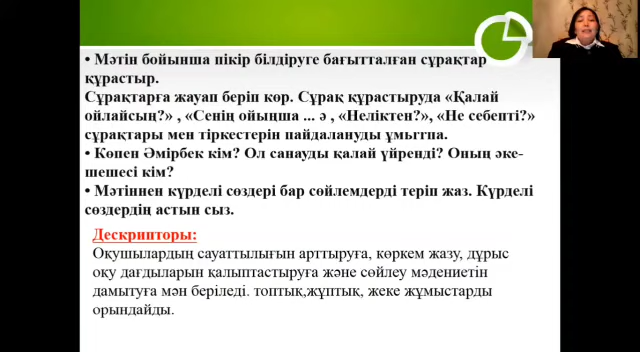 • Мәтін бойынша пікір білдіруге бағытталған сұрақтар
құрастыр.
Сұрақтарға жауап беріп көр. Сұрақ құрастыруда «Қалай
ойлайсың?» , «Сенің ойыңша ... ә , «Неліктен?», «Не себепті?»
сұрақтары мен тіркестерін пайдалануды ұмытпа.
• Көпен Әмірбек кім? Ол санауды қалай үйренді? Оның әке-
шешесі кім?
• Мәтіннен күрделі сөздері бар сөйлемдерді теріп жаз. Күрделі
сөздердің астын сыз.
Дескрипторы:
Оқушылардың сауаттылығын арттыруға, көркем жазу, дұрыс
оқу дағдыларын қалыптастыруға және сөйлеу мәдениетін
дамытуға мән беріледі. топтық,жұптық, жеке жұмыстарды
орындайды.